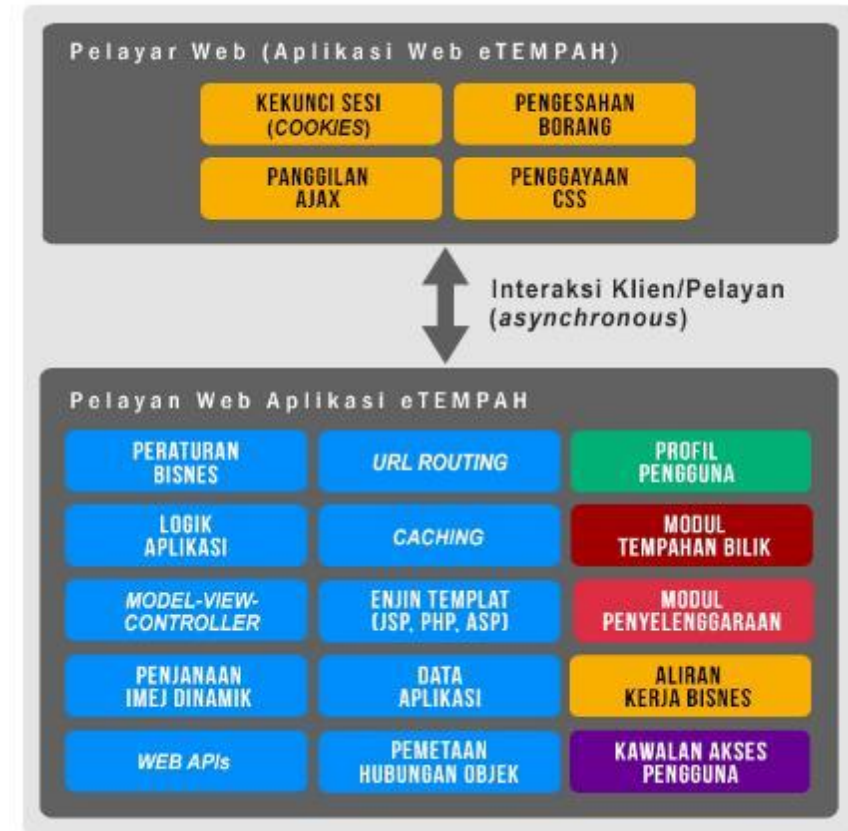 Pelayar Web (Aplikasi Web eTEMPAH)
KEKUNCI SESI
(COOKIES)
PENGESAHAN
BORANG
PANGGILAN
AJAX
PENGGAYAAN
CSS
Interaksi Klien/Pelayan
(asynchronous)
Pelayan Web Aplikasi eTEMPAH
PERATURAN
BISNES
URL ROUTING
PROFIL
PENGGUNA
LOGIK
APLIKASI
CACHING
MODUL
TEMPAHAN BILIK
MODEL-VIEW-
CONTROLLER
ENJIN TEMPLAT
(JSP, PHP, ASP)
MODUL
PENYELENGGARAAN
PENJANAAN
IMEJ DINAMIK
DATA
APLIKASI
ALIRAN
KERJA BISNES
WEB APIs
PEMETAAN
HUBUNGAN OBJEK
KAWALAN AKSES
PENGGUNA